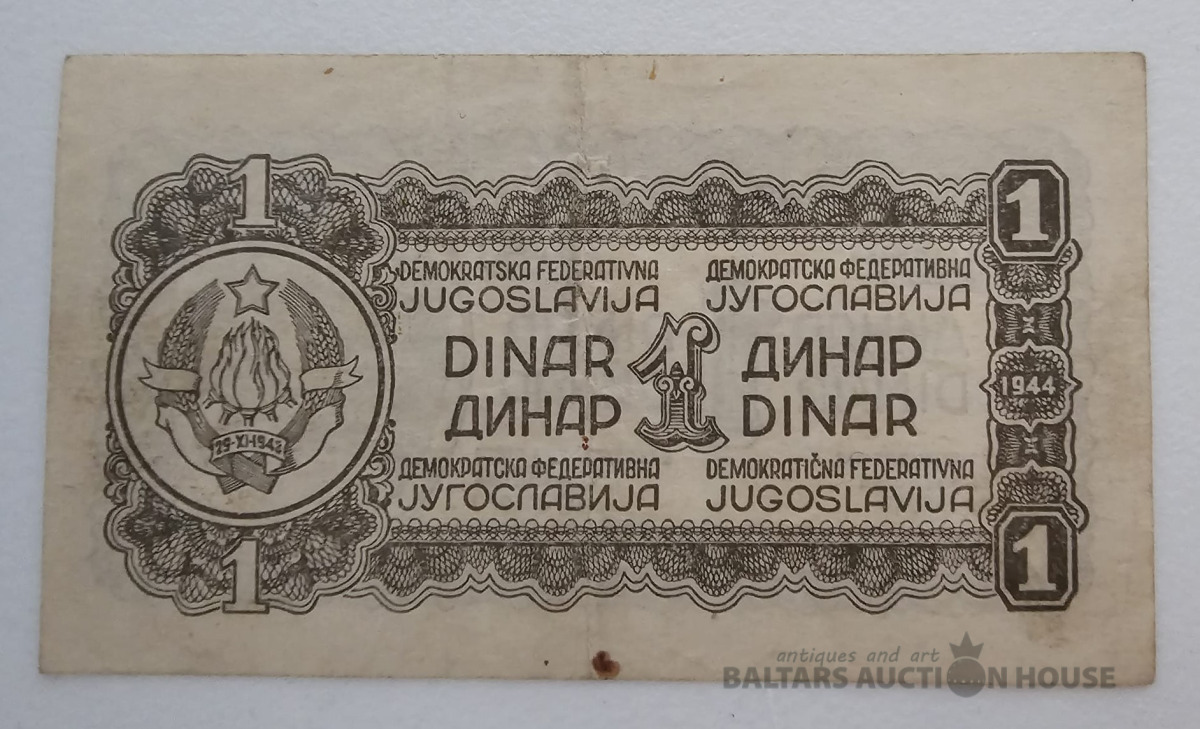 1
1
DEMOKRATSKA FEDERATIVNA
JUGOSLAVIJA
ДЕМОКРАТСКА ФЕДЕРАТИВНА
ЈУГОСЛАВИЈА
DINAR 1 ДИНАР
ДИНАР DINAR
1944
29·XI·1943
ДЕМОКРАТСКА ФЕДЕРАТИВНА
ЈУГОСЛАВИЈА
DEMOKRATIČNA FEDERATIVNA
JUGOSLAVIJA
1
1
antiques and art
BALTARS AUCTION HOUSE